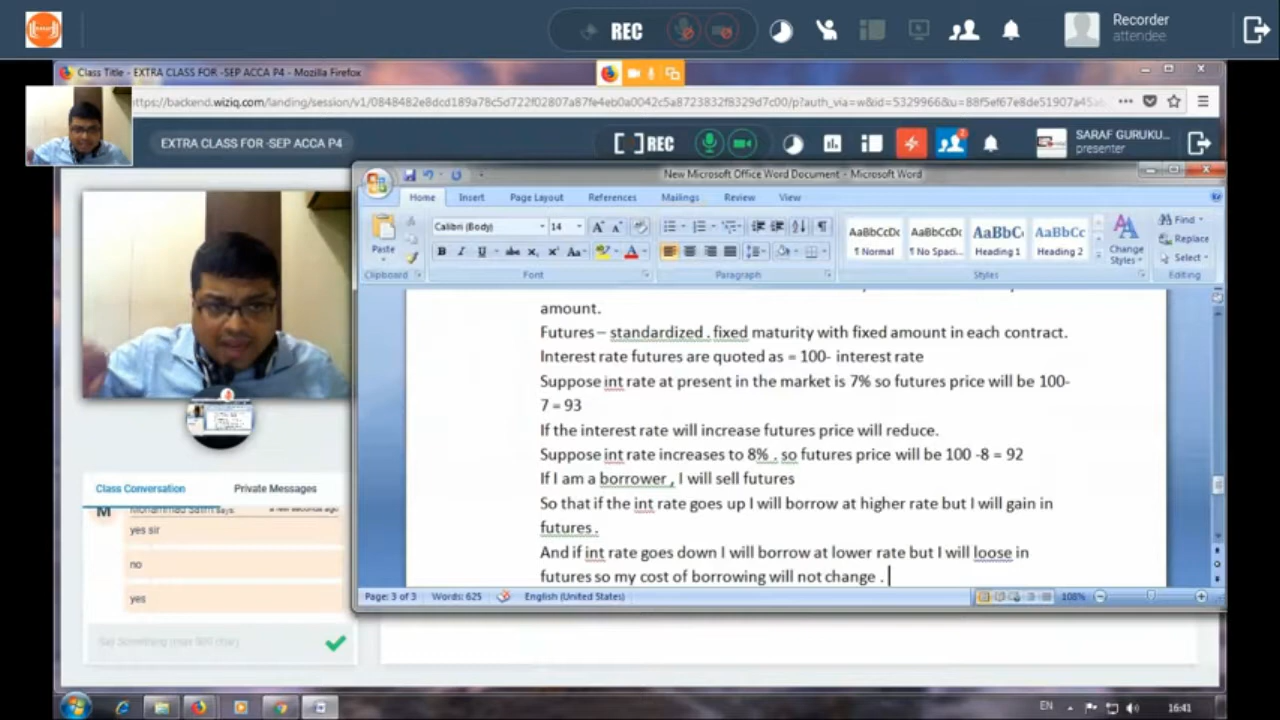 REC
Recorder
attendee
Class Title - EXTRA CLASS FOR -SEP ACCA P4 - Mozilla Firefox
EXTRA CLASS FOR -SEP ACCA P4
REC
SARAF GURUKU...
presenter
New Microsoft Office Word Document - Microsoft Word
Home Insert Page Layout References Mailings Review View
Paste
Calibri (Body) 14
AaBbCcDc AaBbCcDc AaBbC AaBbCc
¶ Normal ¶ No Spaci... Heading 1 Heading 2
Change Styles
Find
Replace
Select
Clipboard Font Paragraph Styles Editing
amount.
Futures – standardized . fixed maturity with fixed amount in each contract.
Interest rate futures are quoted as = 100- interest rate
Suppose int rate at present in the market is 7% so futures price will be 100-
7 = 93
If the interest rate will increase futures price will reduce.
Suppose int rate increases to 8% . so futures price will be 100 -8 = 92
If I am a borrower , I will sell futures
So that if the int rate goes up I will borrow at higher rate but I will gain in
futures .
And if int rate goes down I will borrow at lower rate but I will loose in
futures so my cost of borrowing will not change .
Class Conversation Private Messages
says a few seconds ago
yes sir
no
yes
Page: 3 of 3 Words: 625 English (United States) 108%
EN 16:41